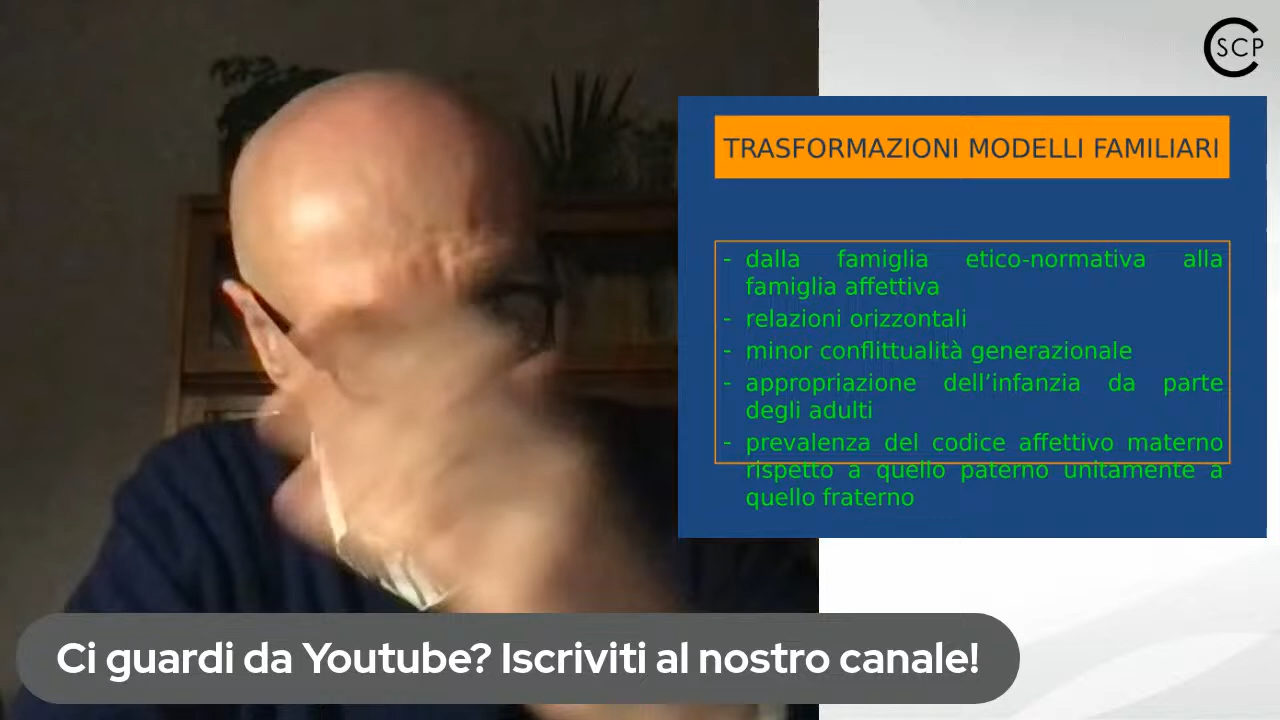 SCP
TRASFORMAZIONI MODELLI FAMILIARI
- dalla famiglia etico-normativa alla
famiglia affettiva
- relazioni orizzontali
- minor conflittualità generazionale
- appropriazione dell’infanzia da parte
degli adulti
- prevalenza del codice affettivo materno
rispetto a quello paterno unitamente a
quello fraterno
Ci guardi da Youtube? Iscriviti al nostro canale!